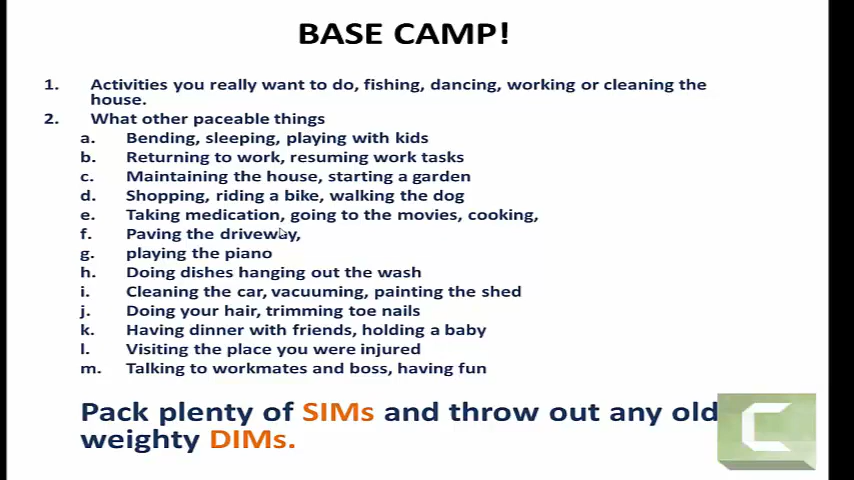 BASE CAMP!
1. Activities you really want to do, fishing, dancing, working or cleaning the
house.
2. What other paceable things
a. Bending, sleeping, playing with kids
b. Returning to work, resuming work tasks
c. Maintaining the house, starting a garden
d. Shopping, riding a bike, walking the dog
e. Taking medication, going to the movies, cooking,
f. Paving the driveway,
g. playing the piano
h. Doing dishes hanging out the wash
i. Cleaning the car, vacuuming, painting the shed
j. Doing your hair, trimming toe nails
k. Having dinner with friends, holding a baby
l. Visiting the place you were injured
m. Talking to workmates and boss, having fun
Pack plenty of SIMs and throw out any old
weighty DIMs.
C